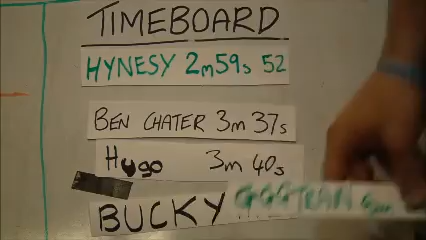 TIMEBOARD
HYNESY 2m59s 52
BEN CHATER 3m 37s
Hugo 3m 40s
BUCKY